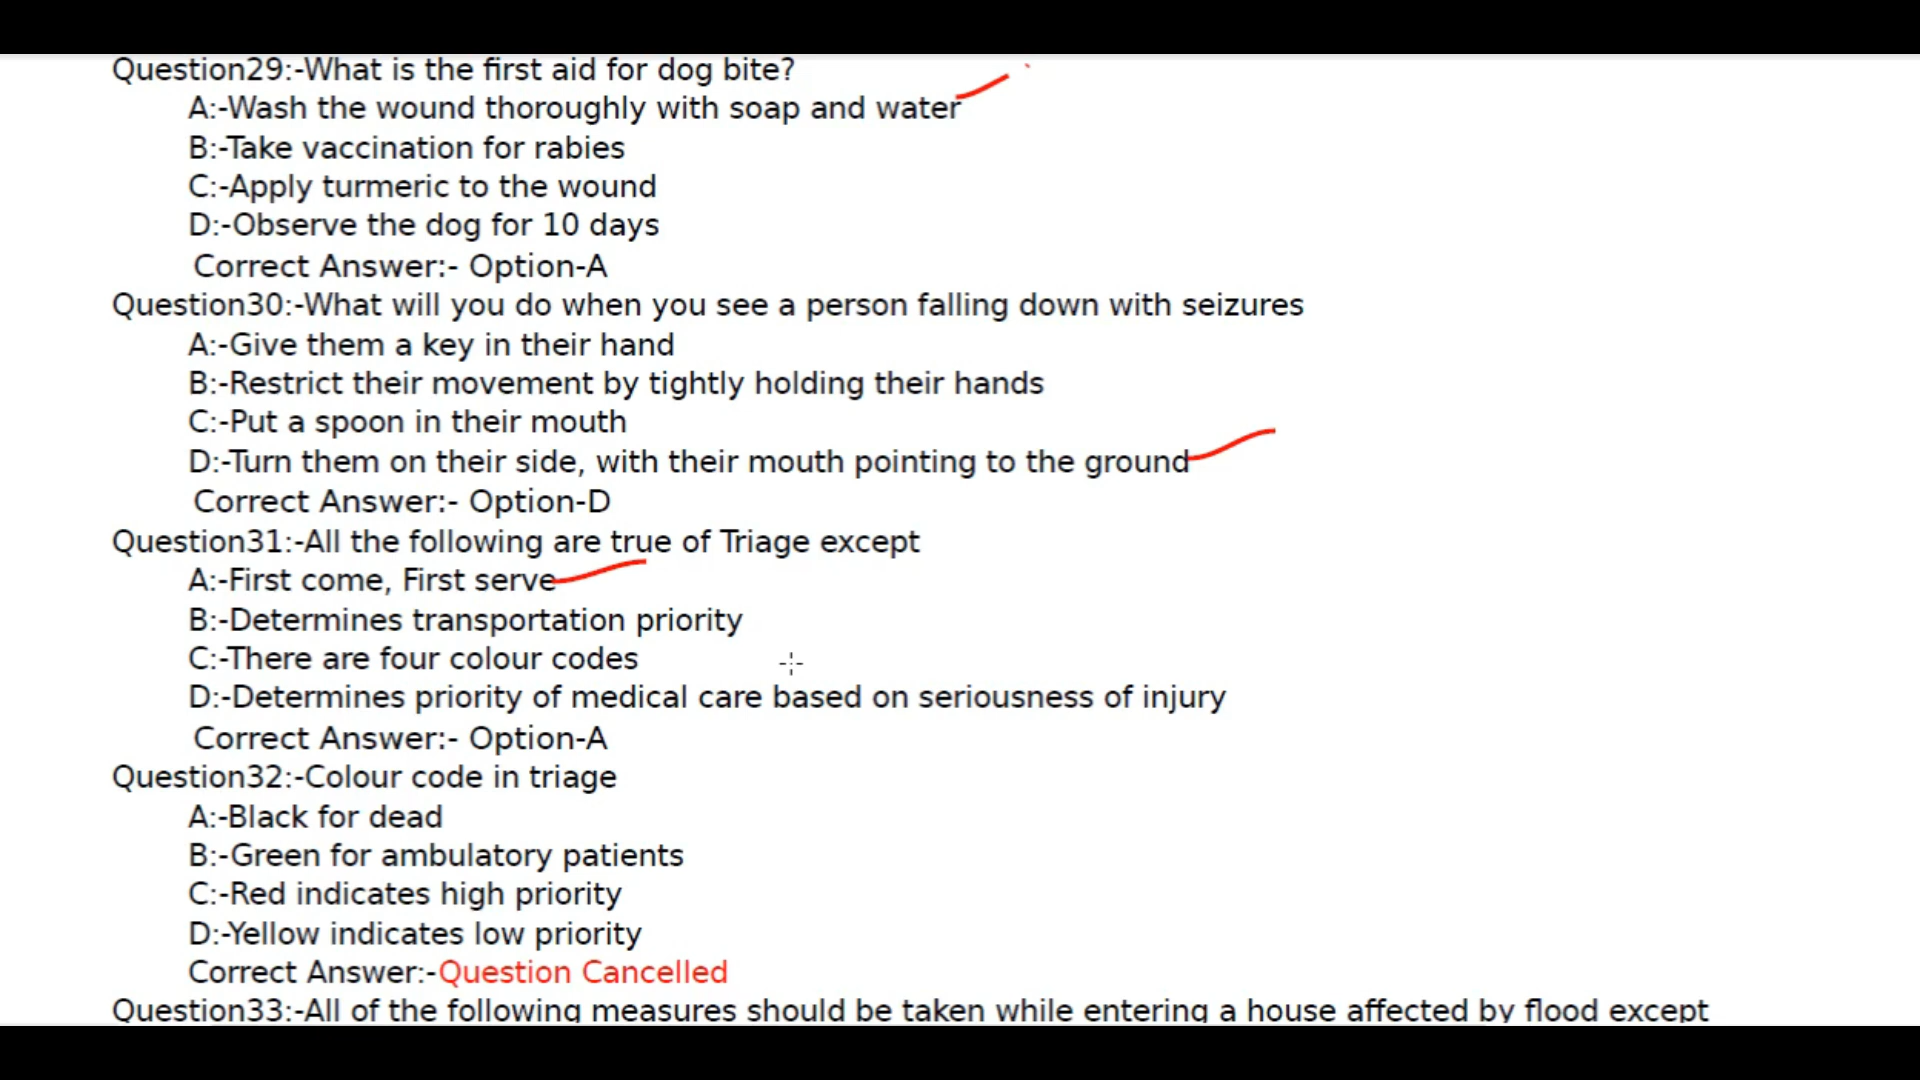 Question29:-What is the first aid for dog bite?
A:-Wash the wound thoroughly with soap and water
B:-Take vaccination for rabies
C:-Apply turmeric to the wound
D:-Observe the dog for 10 days
Correct Answer:- Option-A
Question30:-What will you do when you see a person falling down with seizures
A:-Give them a key in their hand
B:-Restrict their movement by tightly holding their hands
C:-Put a spoon in their mouth
D:-Turn them on their side, with their mouth pointing to the ground
Correct Answer:- Option-D
Question31:-All the following are true of Triage except
A:-First come, First serve
B:-Determines transportation priority
C:-There are four colour codes
D:-Determines priority of medical care based on seriousness of injury
Correct Answer:- Option-A
Question32:-Colour code in triage
A:-Black for dead
B:-Green for ambulatory patients
C:-Red indicates high priority
D:-Yellow indicates low priority
Correct Answer:-Question Cancelled
Question33:-All of the following measures should be taken while entering a house affected by flood except